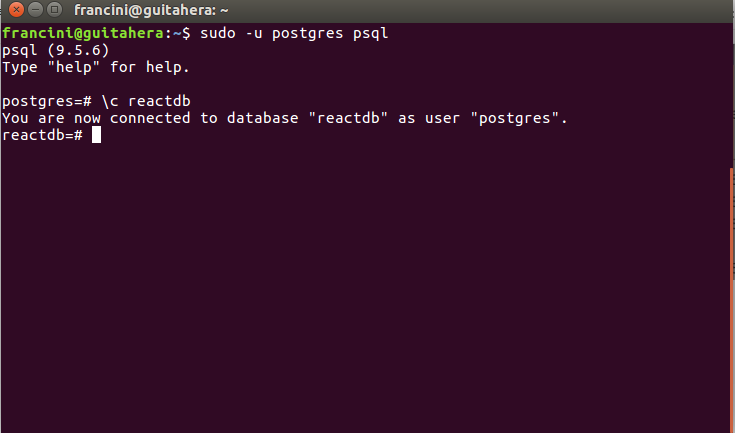 francini@guitahera: ~
francini@guitahera:~$ sudo -u postgres psql
psql (9.5.6)
Type "help" for help.
postgres=# \c reactdb
You are now connected to database "reactdb" as user "postgres".
reactdb=#